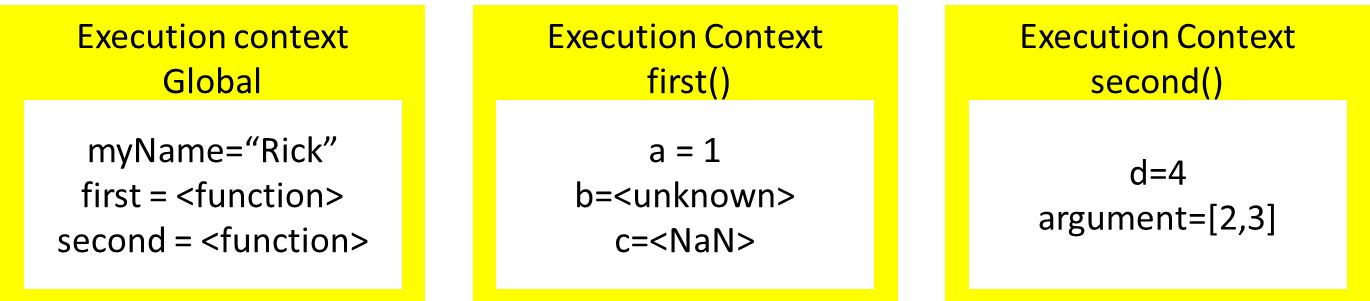 Execution context
Global
myName=“Rick”
first = <function>
second = <function>
Execution Context
first()
a = 1
b=<unknown>
c=<NaN>
Execution Context
second()
d=4
argument=[2,3]